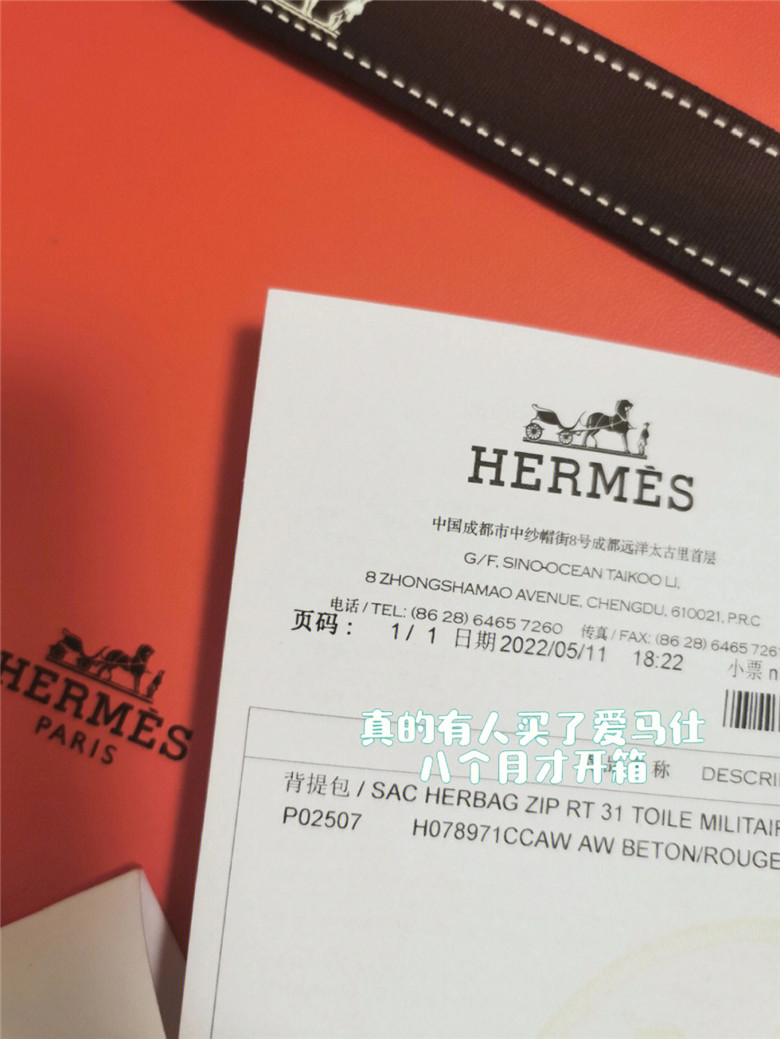 HERMÈS
中国成都市中纱帽街8号成都远洋太古里首层
G/F, SINO-OCEAN TAIKOO LI,
8 ZHONGSHAMAO AVENUE, CHENGDU, 610021, P.R.C
电话 / TEL: (86 28) 6465 7260 传真 / FAX: (86 28) 6465 7261
页码： 1 / 1 日期 2022/05/11 18:22 小票 n
HERMÈS
PARIS
真的有人买了爱马仕
八个月才开箱
称 DESCRI
背提包 / SAC HERBAG ZIP RT 31 TOILE MILITAIR
P02507 H078971CCAW AW BETON/ROUGE